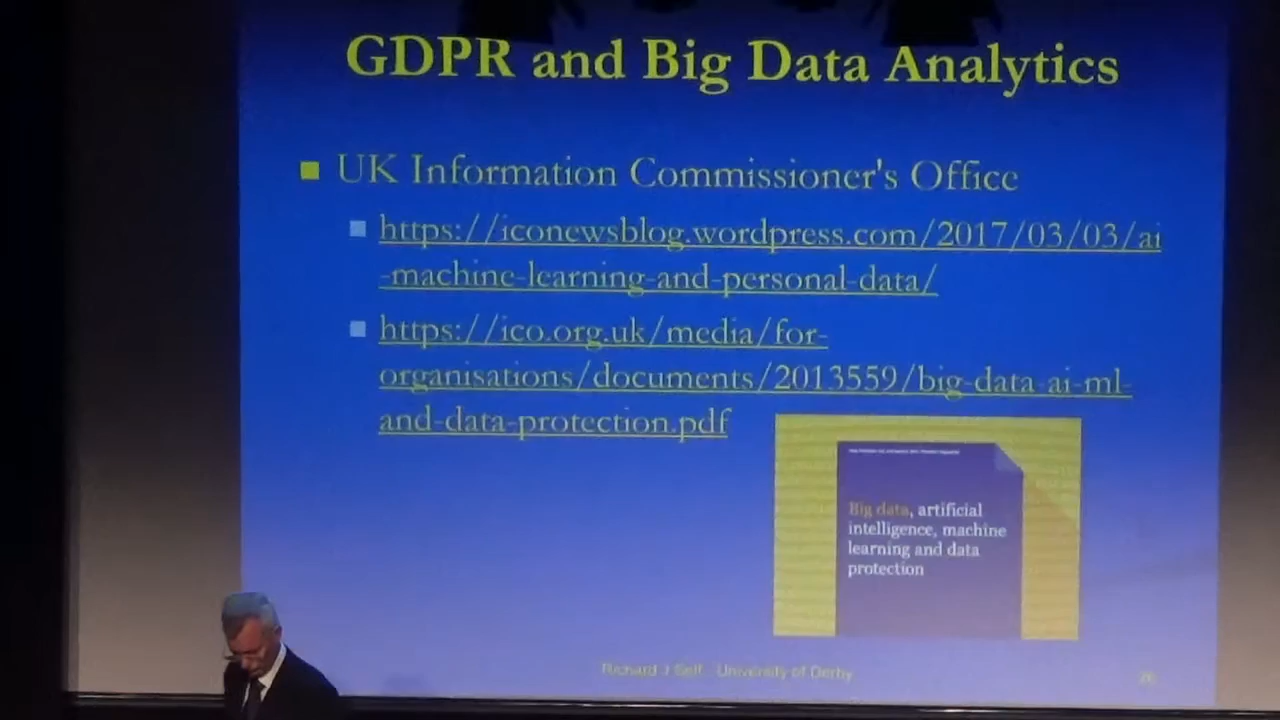 GDPR and Big Data Analytics
UK Information Commissioner's Office
https://iconewsblog.wordpress.com/2017/03/03/ai
-machine-learning-and-personal-data/
https://ico.org.uk/media/for-
organisations/documents/2013559/big-data-ai-ml-
and-data-protection.pdf
Big data, artificial
intelligence, machine
learning and data
protection
Richard J Self, University of Derby